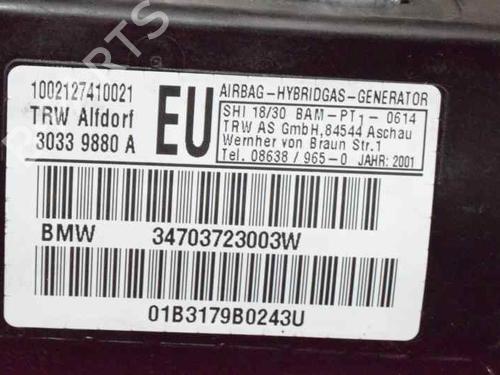 1002127410021
TRW Alfdorf
3033 9880 A
EU
AIRBAG-HYBRIDGAS-GENERATOR
SHI 18/30 BAM-PT1-0614
TRW AS GmbH, 84544 Aschau
Wernher von Braun Str.1
Tel. 08638 / 965-0 JAHR: 2001
BMW 34703723003W
01B3179B0243U